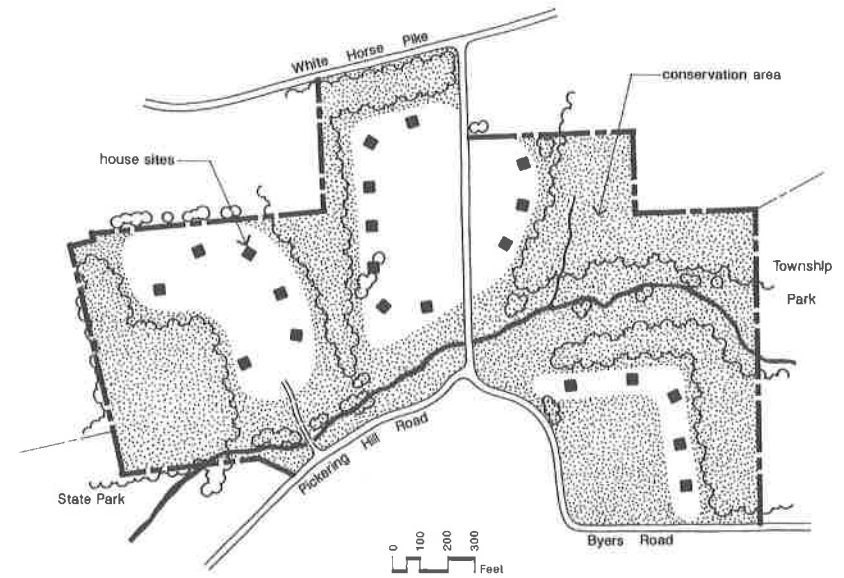 White Horse Pike
conservation area
house sites
Township
Park
Pickering Hill Road
State Park
Byers Road
0 100 200 300
Feet